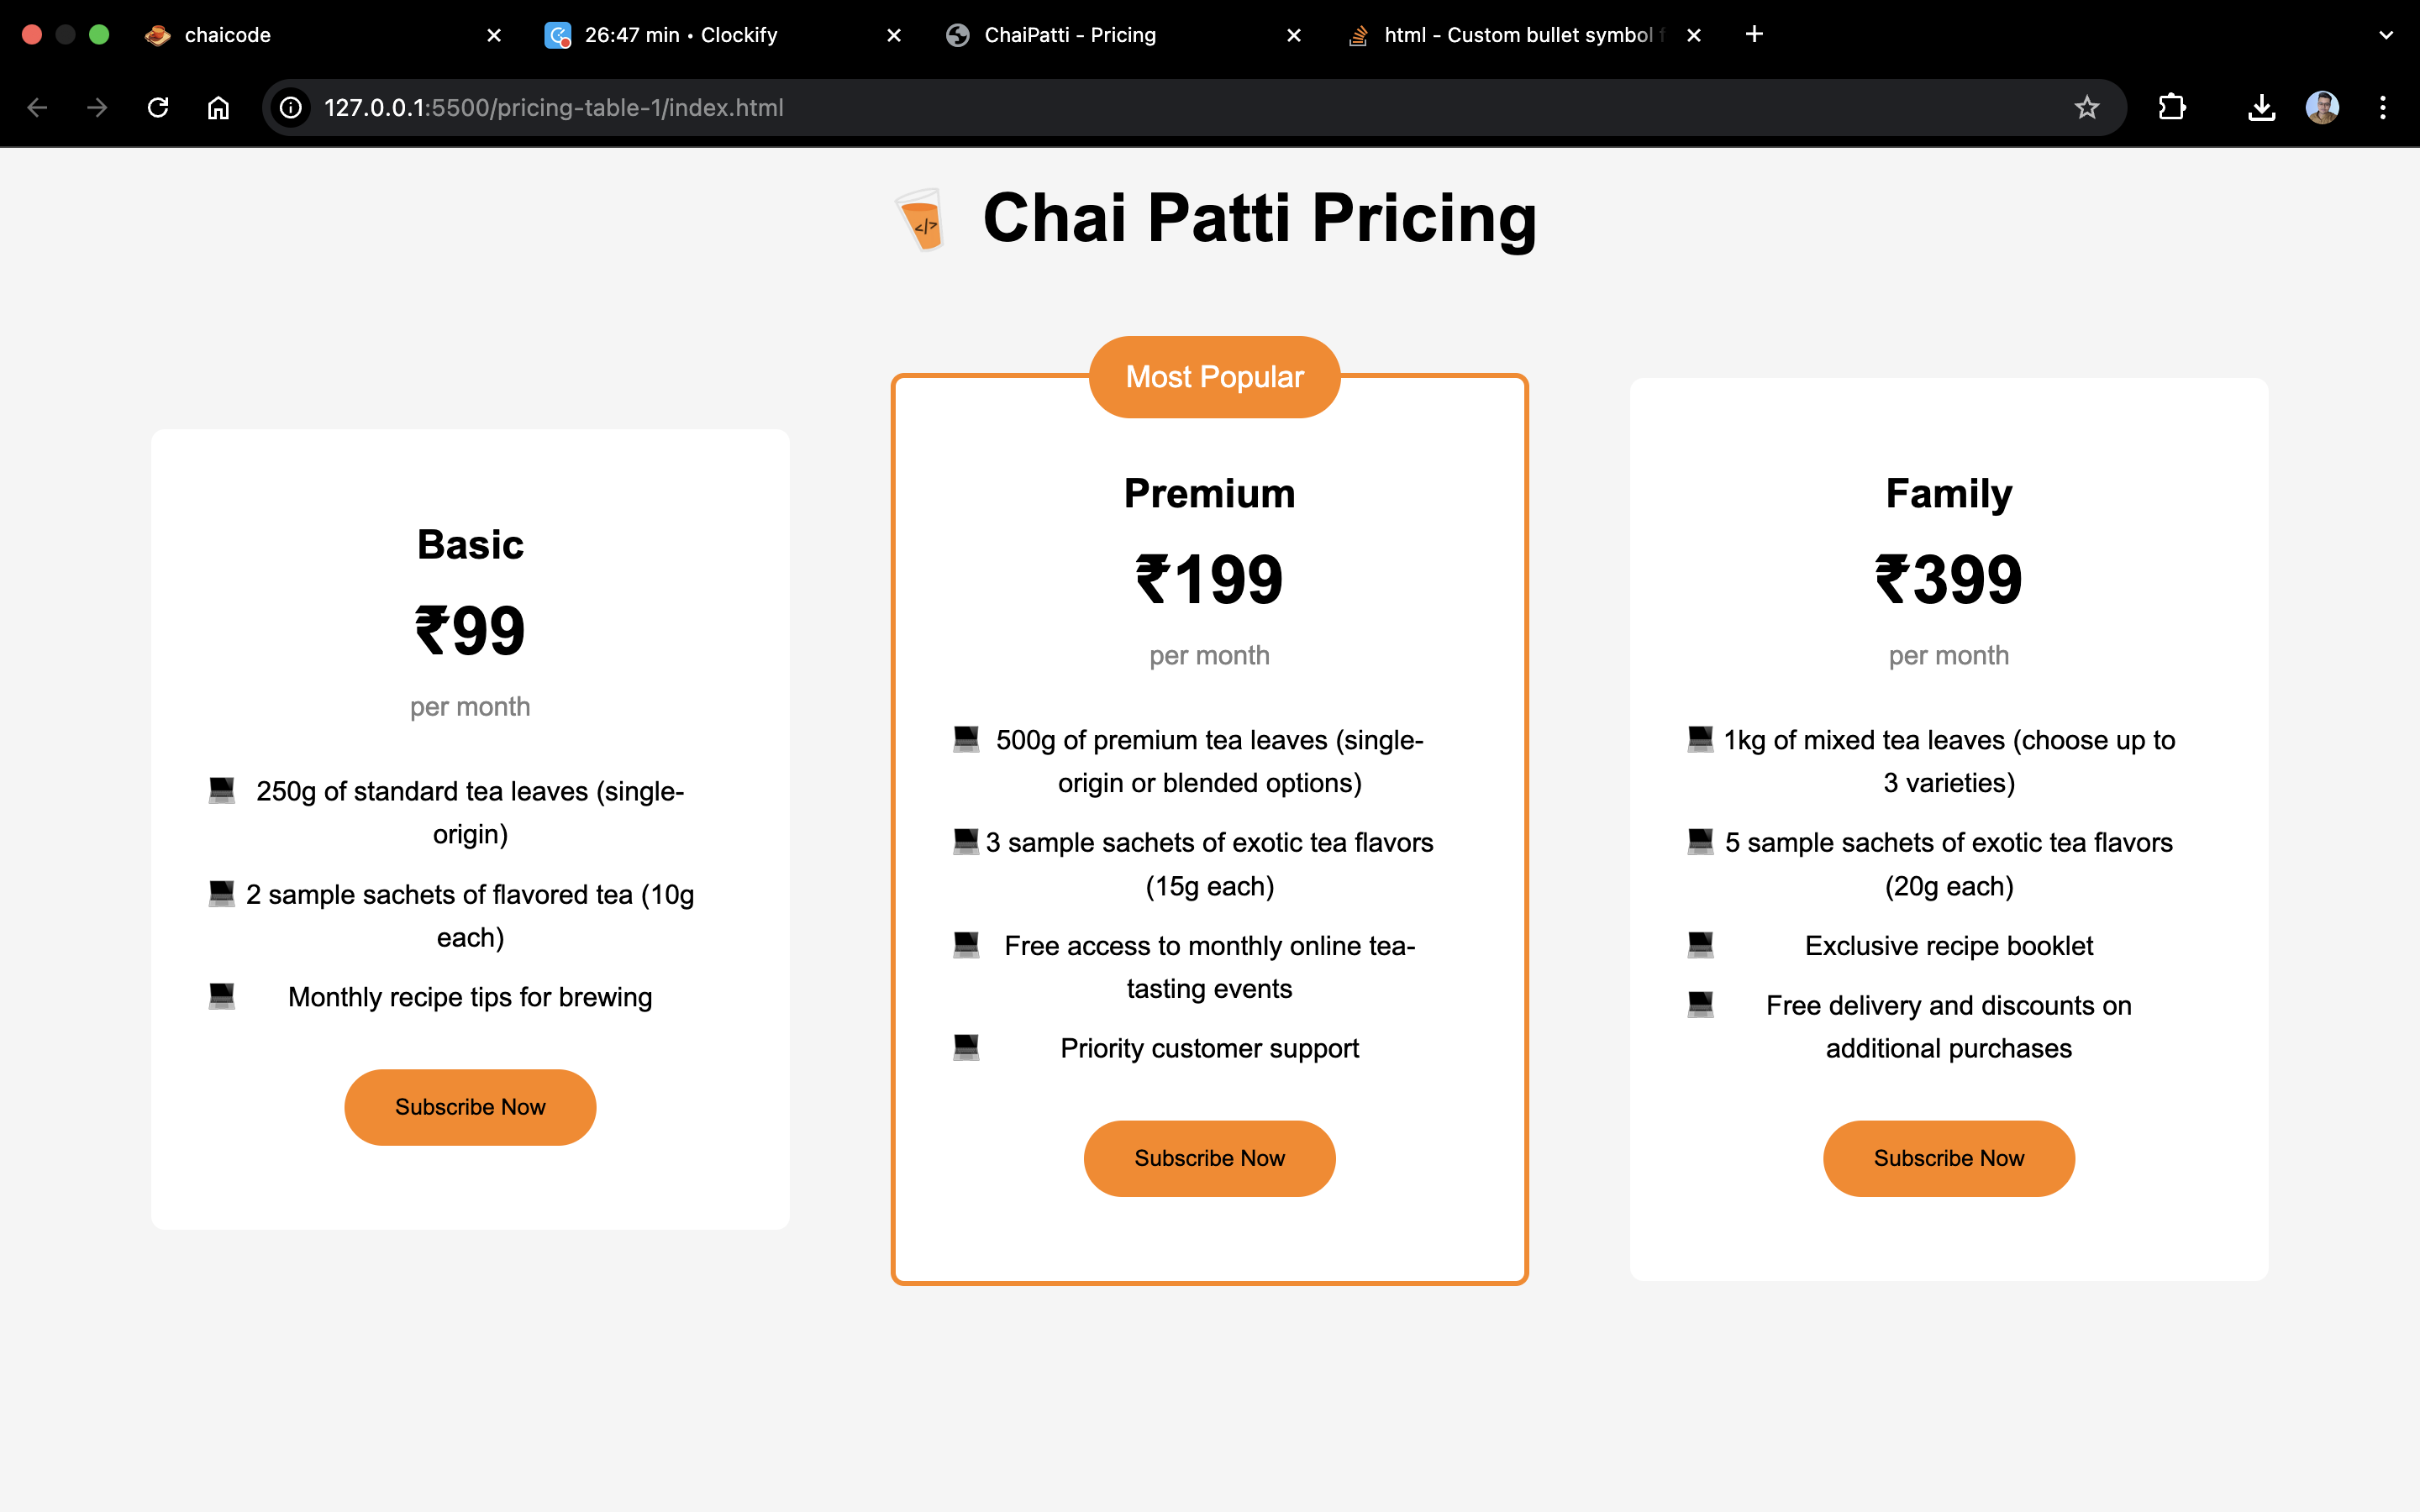 chaicode
26:47 min • Clockify
ChaiPatti - Pricing
html - Custom bullet symbol f
127.0.0.1:5500/pricing-table-1/index.html
</>
Chai Patti Pricing
Basic
₹99
per month
250g of standard tea leaves (single-
origin)
2 sample sachets of flavored tea (10g
each)
Monthly recipe tips for brewing
Subscribe Now
Most Popular
Premium
₹199
per month
500g of premium tea leaves (single-
origin or blended options)
3 sample sachets of exotic tea flavors
(15g each)
Free access to monthly online tea-
tasting events
Priority customer support
Subscribe Now
Family
₹399
per month
1kg of mixed tea leaves (choose up to
3 varieties)
5 sample sachets of exotic tea flavors
(20g each)
Exclusive recipe booklet
Free delivery and discounts on
additional purchases
Subscribe Now